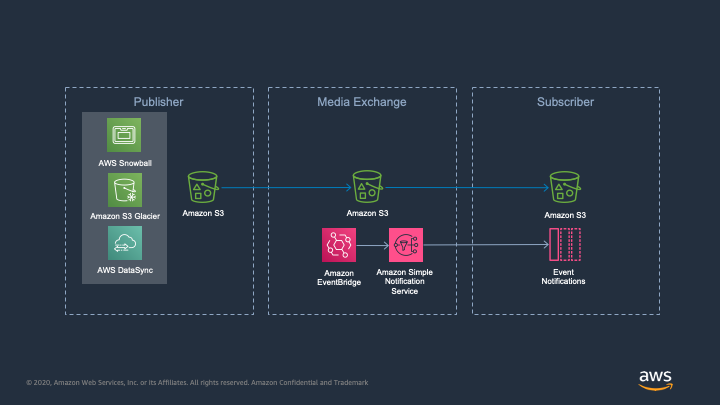 Publisher
Media Exchange
Subscriber
AWS Snowball
Amazon S3 Glacier
AWS DataSync
Amazon S3
Amazon S3
Amazon S3
Amazon
EventBridge
Amazon Simple
Notification
Service
Event
Notifications
© 2020, Amazon Web Services, Inc. or its Affiliates. All rights reserved. Amazon Confidential and Trademark
aws